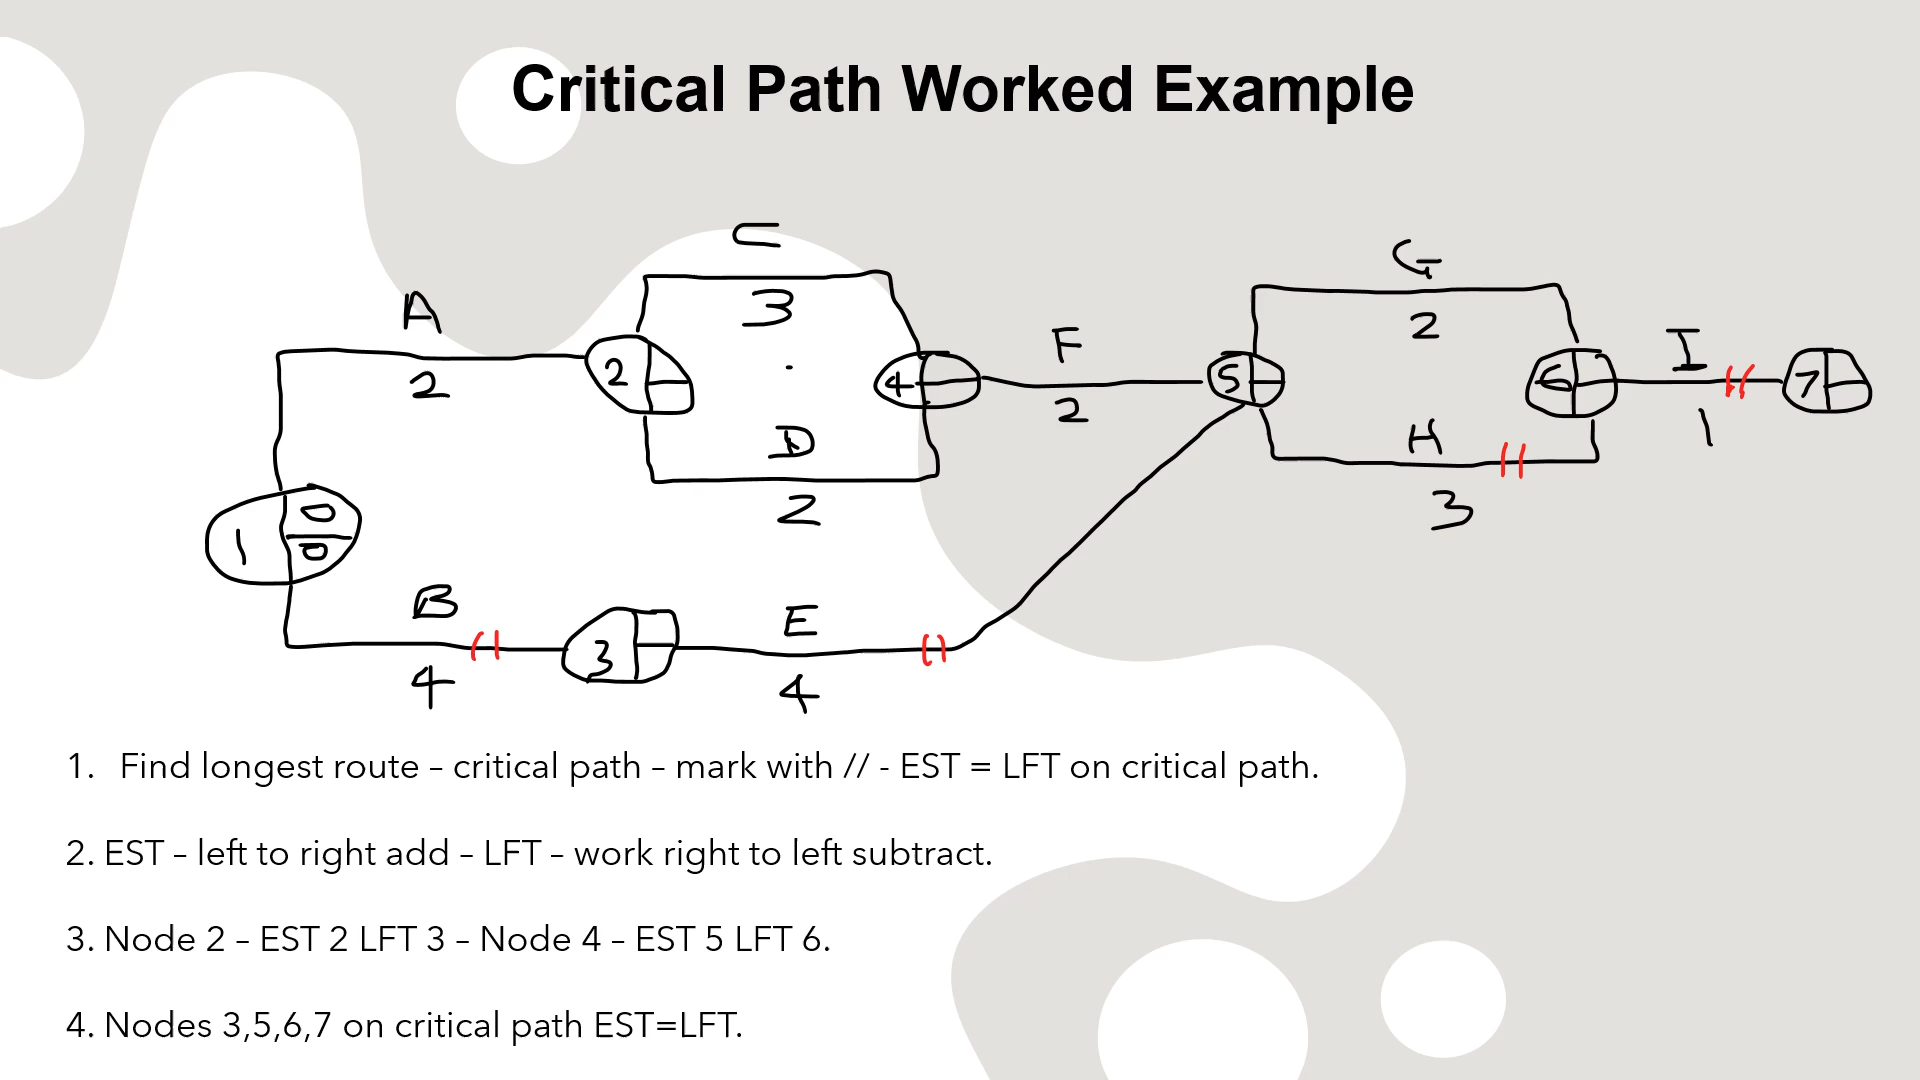 Critical Path Worked Example
C
G
A
3
F
2
I
2
2
4
5
6
7
2
D
2
H
1
0
2
3
1
0
B
E
3
4
4
1. Find longest route – critical path – mark with // - EST = LFT on critical path.
2. EST – left to right add – LFT – work right to left subtract.
3. Node 2 – EST 2 LFT 3 – Node 4 – EST 5 LFT 6.
4. Nodes 3,5,6,7 on critical path EST=LFT.